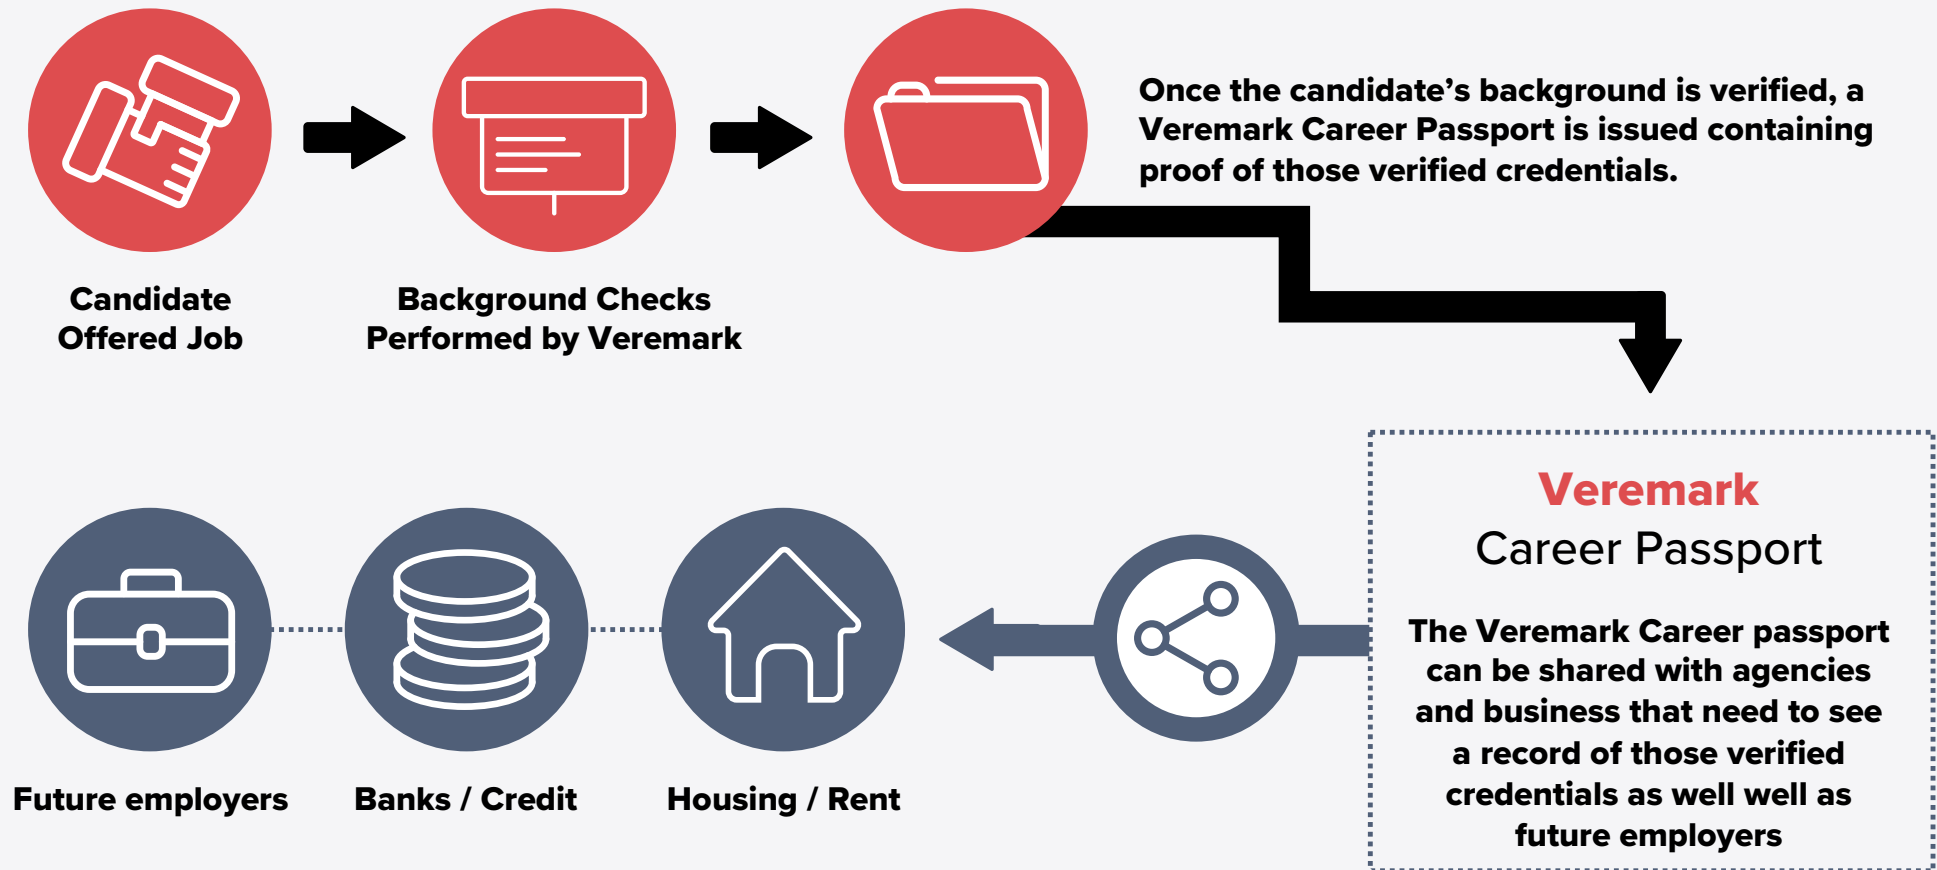 Once the candidate’s background is verified, a
Veremark Career Passport is issued containing
proof of those verified credentials.
Candidate
Offered Job
Background Checks
Performed by Veremark
Veremark
Career Passport
The Veremark Career passport
can be shared with agencies
and business that need to see
a record of those verified
credentials as well well as
future employers
Future employers
Banks / Credit
Housing / Rent